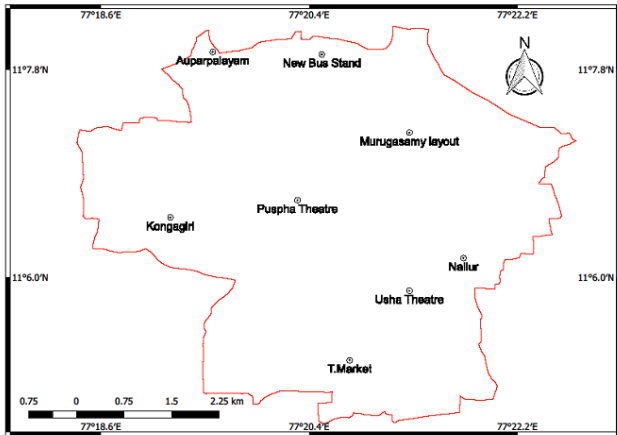 77°18.6'E 77°20.4'E 77°22.2'E
N
Auparpalayam
New Bus Stand
11°7.8'N 11°7.8'N
Murugasamy layout
Puspha Theatre
Kongagiri
Nallur
11°6.0'N 11°6.0'N
Usha Theatre
T.Market
0.75 0 0.75 1.5 2.25 km
77°18.6'E 77°20.4'E 77°22.2'E